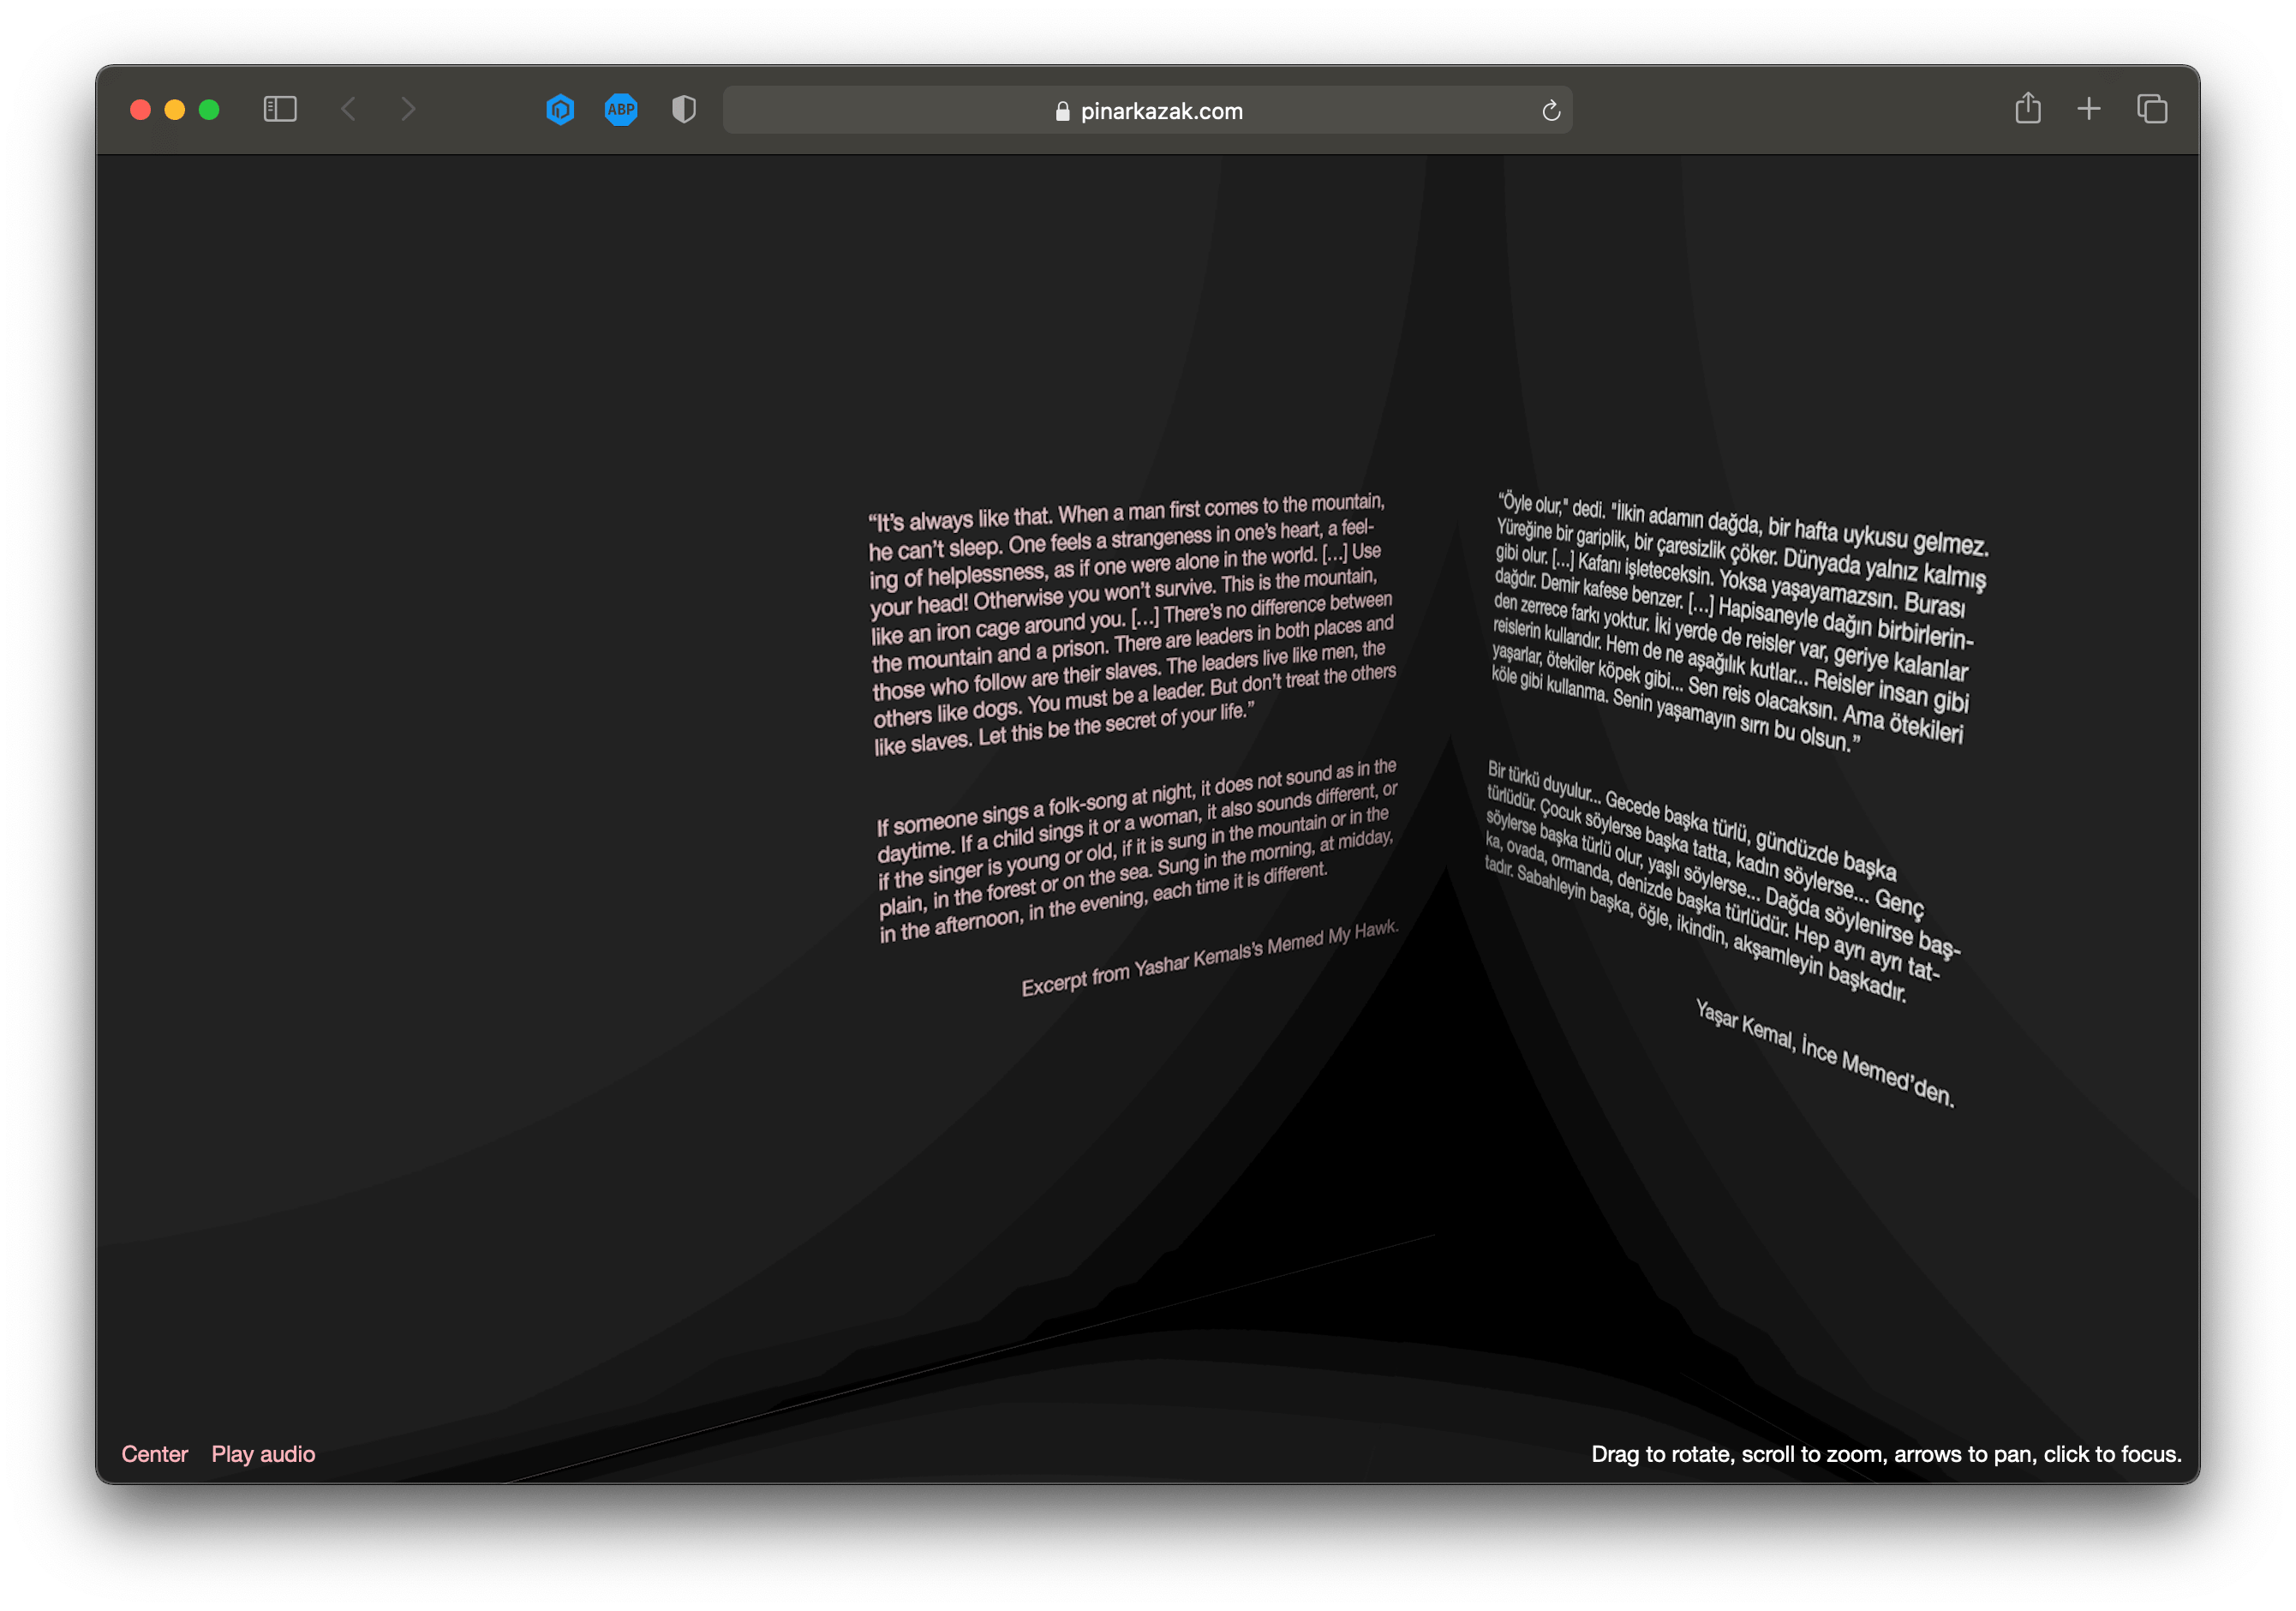 ABP
pinarkazak.com
“It’s always like that. When a man first comes to the mountain,
he can’t sleep. One feels a strangeness in one’s heart, a feel-
ing of helplessness, as if one were alone in the world. [...] Use
your head! Otherwise you won’t survive. This is the mountain,
like an iron cage around you. [...] There’s no difference between
the mountain and a prison. There are leaders in both places and
those who follow are their slaves. The leaders live like men, the
others like dogs. You must be a leader. But don’t treat the others
like slaves. Let this be the secret of your life.”
If someone sings a folk-song at night, it does not sound as in the
daytime. If a child sings it or a woman, it also sounds different, or
if the singer is young or old, if it is sung in the mountain or in the
plain, in the forest or on the sea. Sung in the morning, at midday,
in the afternoon, in the evening, each time it is different.
Excerpt from Yashar Kemals’s Memed My Hawk.
“Öyle olur," dedi. "İlkin adamın dağda, bir hafta uykusu gelmez.
Yüreğine bir gariplik, bir çaresizlik çöker. Dünyada yalnız kalmış
gibi olur. [...] Kafanı işleteceksin. Yoksa yaşayamazsın. Burası
dağdır. Demir kafese benzer. [...] Hapisaneyle dağın birbirlerin-
den zerrece farkı yoktur. İki yerde de reisler var, geriye kalanlar
reislerin kullarıdır. Hem de ne aşağılık kutlar... Reisler insan gibi
yaşarlar, ötekiler köpek gibi... Sen reis olacaksın. Ama ötekileri
köle gibi kullanma. Senin yaşamayın sırrı bu olsun.”
Bir türkü duyulur... Gecede başka türlü, gündüzde başka
türlüdür. Çocuk söylerse başka tatta, kadın söylerse... Genç
söylerse başka türlü olur, yaşlı söylerse... Dağda söylenirse baş-
ka, ovada, ormanda, denizde başka türlüdür. Hep ayrı ayrı tat-
tadır. Sabahleyin başka, öğle, ikindin, akşamleyin başkadır.
Yaşar Kemal, İnce Memed’den.
Center Play audio
Drag to rotate, scroll to zoom, arrows to pan, click to focus.